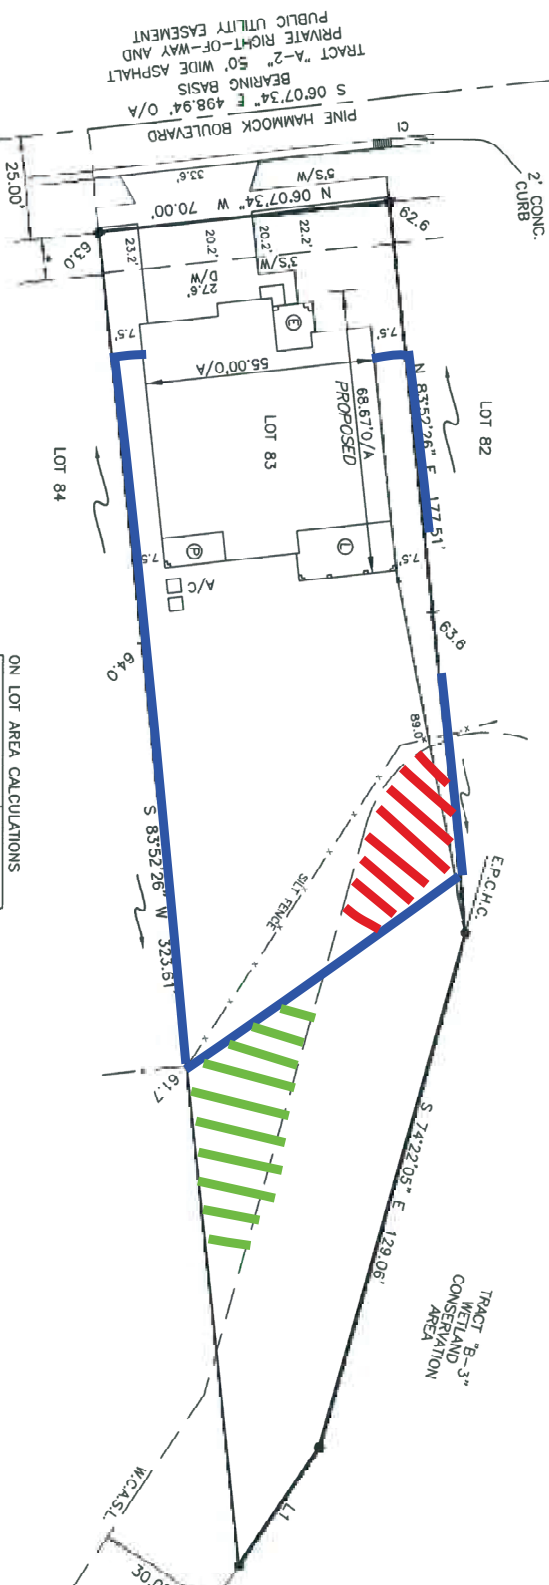 TRACT "A-2" 50' WIDE ASPHALT
PRIVATE RIGHT-OF-WAY AND
PUBLIC UTILITY EASEMENT
BEARING BASIS
S 06°07'34" E 498.94' O/A
PINE HAMMOCK BOULEVARD
C1
2' CONC.
CURB
25.00'
33.6'
5'S/W
N 06°07'34" W 70.00'
62.9
63.0
23.2'
20.2'
20.2'
22.2'
3'S/W
27.6'
D/W
7.5'
7.5'
E
55.00'O/A
68.67'O/A
PROPOSED
LOT 83
LOT 82
LOT 84
N 83°52'26" E 177.51'
7.5'
7.5'
P
L
A/C
63.6
64.0
89.0'
SILT FENCE
S 83°52'26" W 323.61'
E.P.C.H.C.
61.7
S 74°22'05" E - 129.06'
TRACT "B-3"
WETLAND
CONSERVATION
AREA
ON LOT AREA CALCULATIONS
W.C.A.S.L.
L1